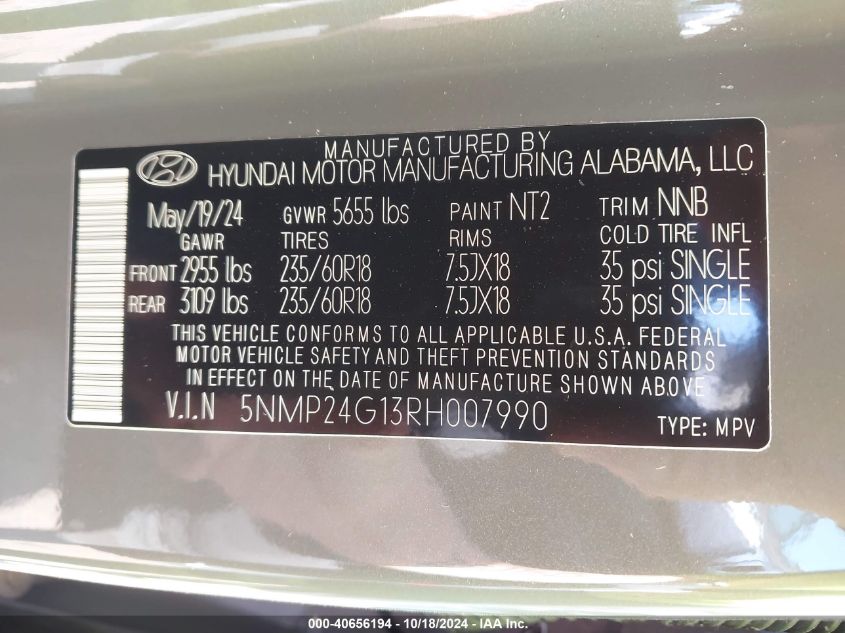 MANUFACTURED BY
HYUNDAI MOTOR MANUFACTURING ALABAMA, LLC
May/19/24 GVWR 5655 lbs PAINT NT2 TRIM NNB
GAWR TIRES RIMS COLD TIRE INFL
FRONT 2955 lbs 235/60R18 7.5JX18 35 psi SINGLE
REAR 3109 lbs 235/60R18 7.5JX18 35 psi SINGLE
THIS VEHICLE CONFORMS TO ALL APPLICABLE U.S.A. FEDERAL
MOTOR VEHICLE SAFETY AND THEFT PREVENTION STANDARDS
IN EFFECT ON THE DATE OF MANUFACTURE SHOWN ABOVE
V.I.N 5NMP24G13RH007990
TYPE: MPV
000-40656194 - 10/18/2024 - IAA Inc.